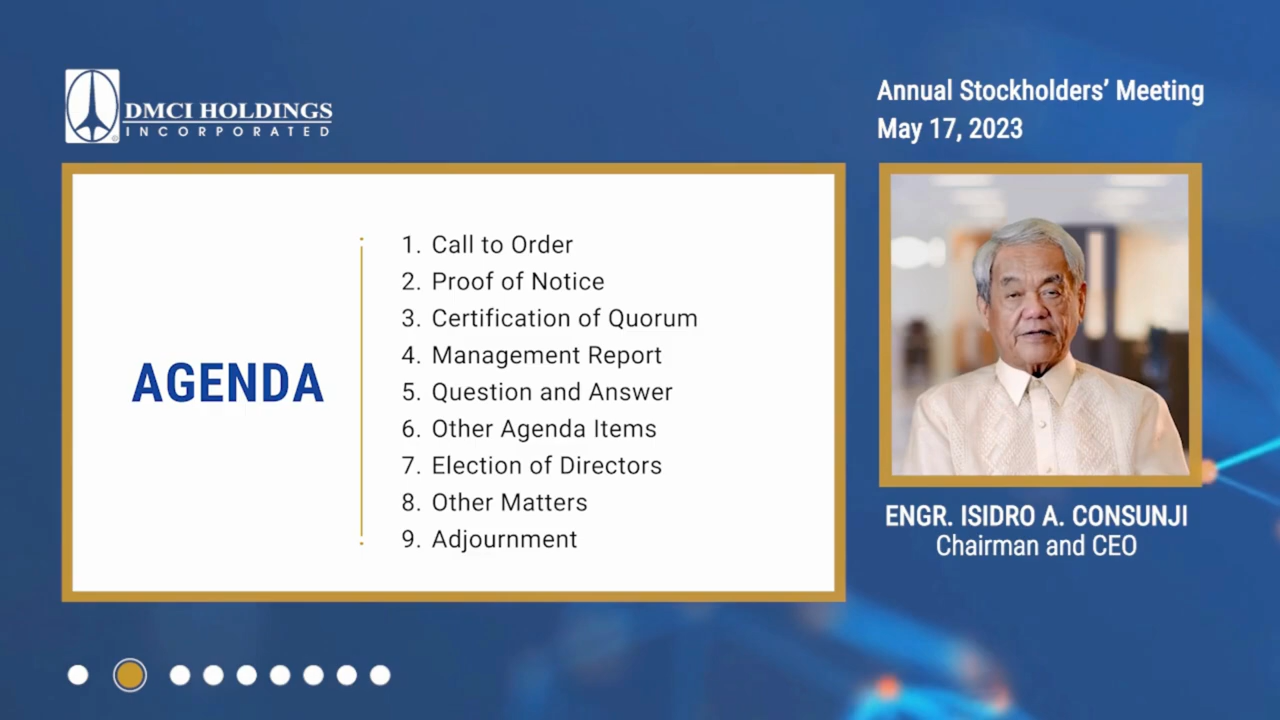 DMCI HOLDINGS
INCORPORATED
Annual Stockholders’ Meeting
May 17, 2023
AGENDA
1. Call to Order
2. Proof of Notice
3. Certification of Quorum
4. Management Report
5. Question and Answer
6. Other Agenda Items
7. Election of Directors
8. Other Matters
9. Adjournment
ENGR. ISIDRO A. CONSUNJI
Chairman and CEO